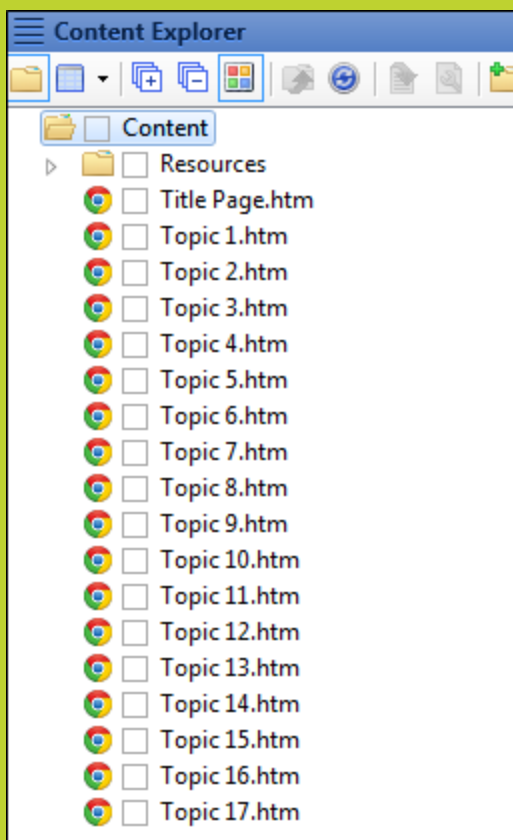 Content Explorer
Content
Resources
Title Page.htm
Topic 1.htm
Topic 2.htm
Topic 3.htm
Topic 4.htm
Topic 5.htm
Topic 6.htm
Topic 7.htm
Topic 8.htm
Topic 9.htm
Topic 10.htm
Topic 11.htm
Topic 12.htm
Topic 13.htm
Topic 14.htm
Topic 15.htm
Topic 16.htm
Topic 17.htm